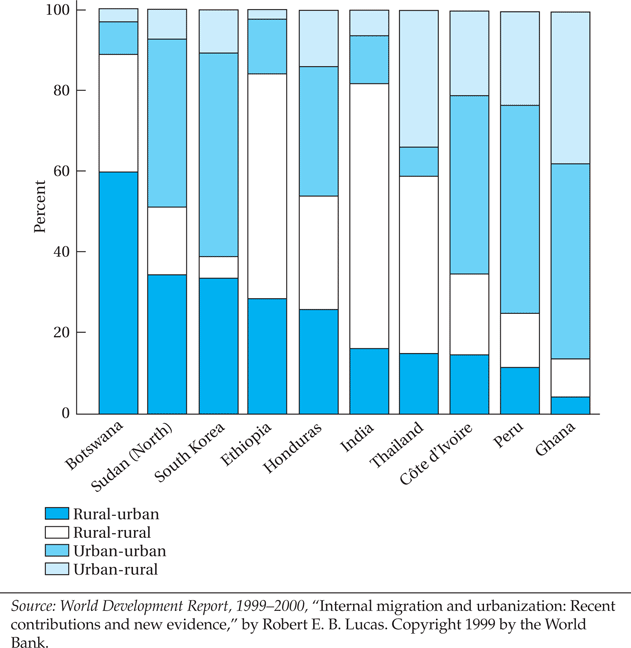 100
80
60
40
20
0
Percent
Botswana
Sudan (North)
South Korea
Ethiopia
Honduras
India
Thailand
Côte d'Ivoire
Peru
Ghana
Rural-urban
Rural-rural
Urban-urban
Urban-rural
Source: World Development Report, 1999–2000, “Internal migration and urbanization: Recent
contributions and new evidence,” by Robert E. B. Lucas. Copyright 1999 by the World
Bank.